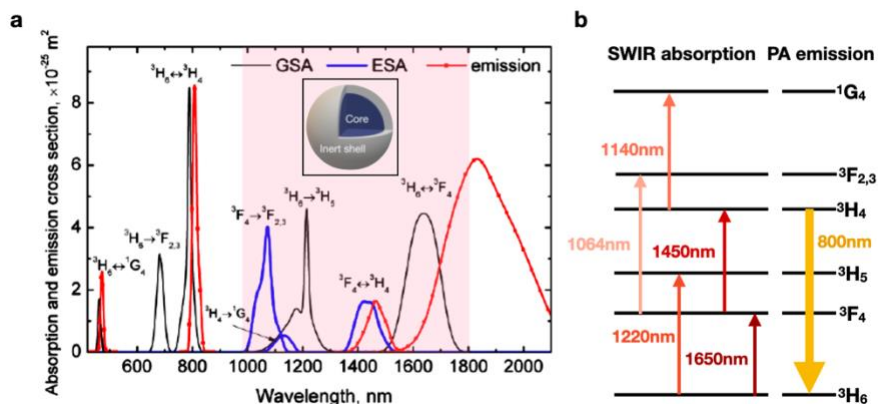 a
Absorption and emission cross section, ×10⁻²⁵ m²
8
6
4
2
0
600 800 1000 1200 1400 1600 1800 2000
Wavelength, nm
GSA ESA emission
Core
Inert shell
³H₆↔³H₄
³H₆→³F₂,₃
³H₆↔¹G₄
³F₄→³F₂,₃
³H₆→³H₅
³H₆↔³F₄
³F₄↔³H₄
³H₄→¹G₄
b
SWIR absorption PA emission
¹G₄
1140nm
³F₂,₃
³H₄
1064nm
1450nm
800nm
³H₅
³F₄
1220nm
1650nm
³H₆